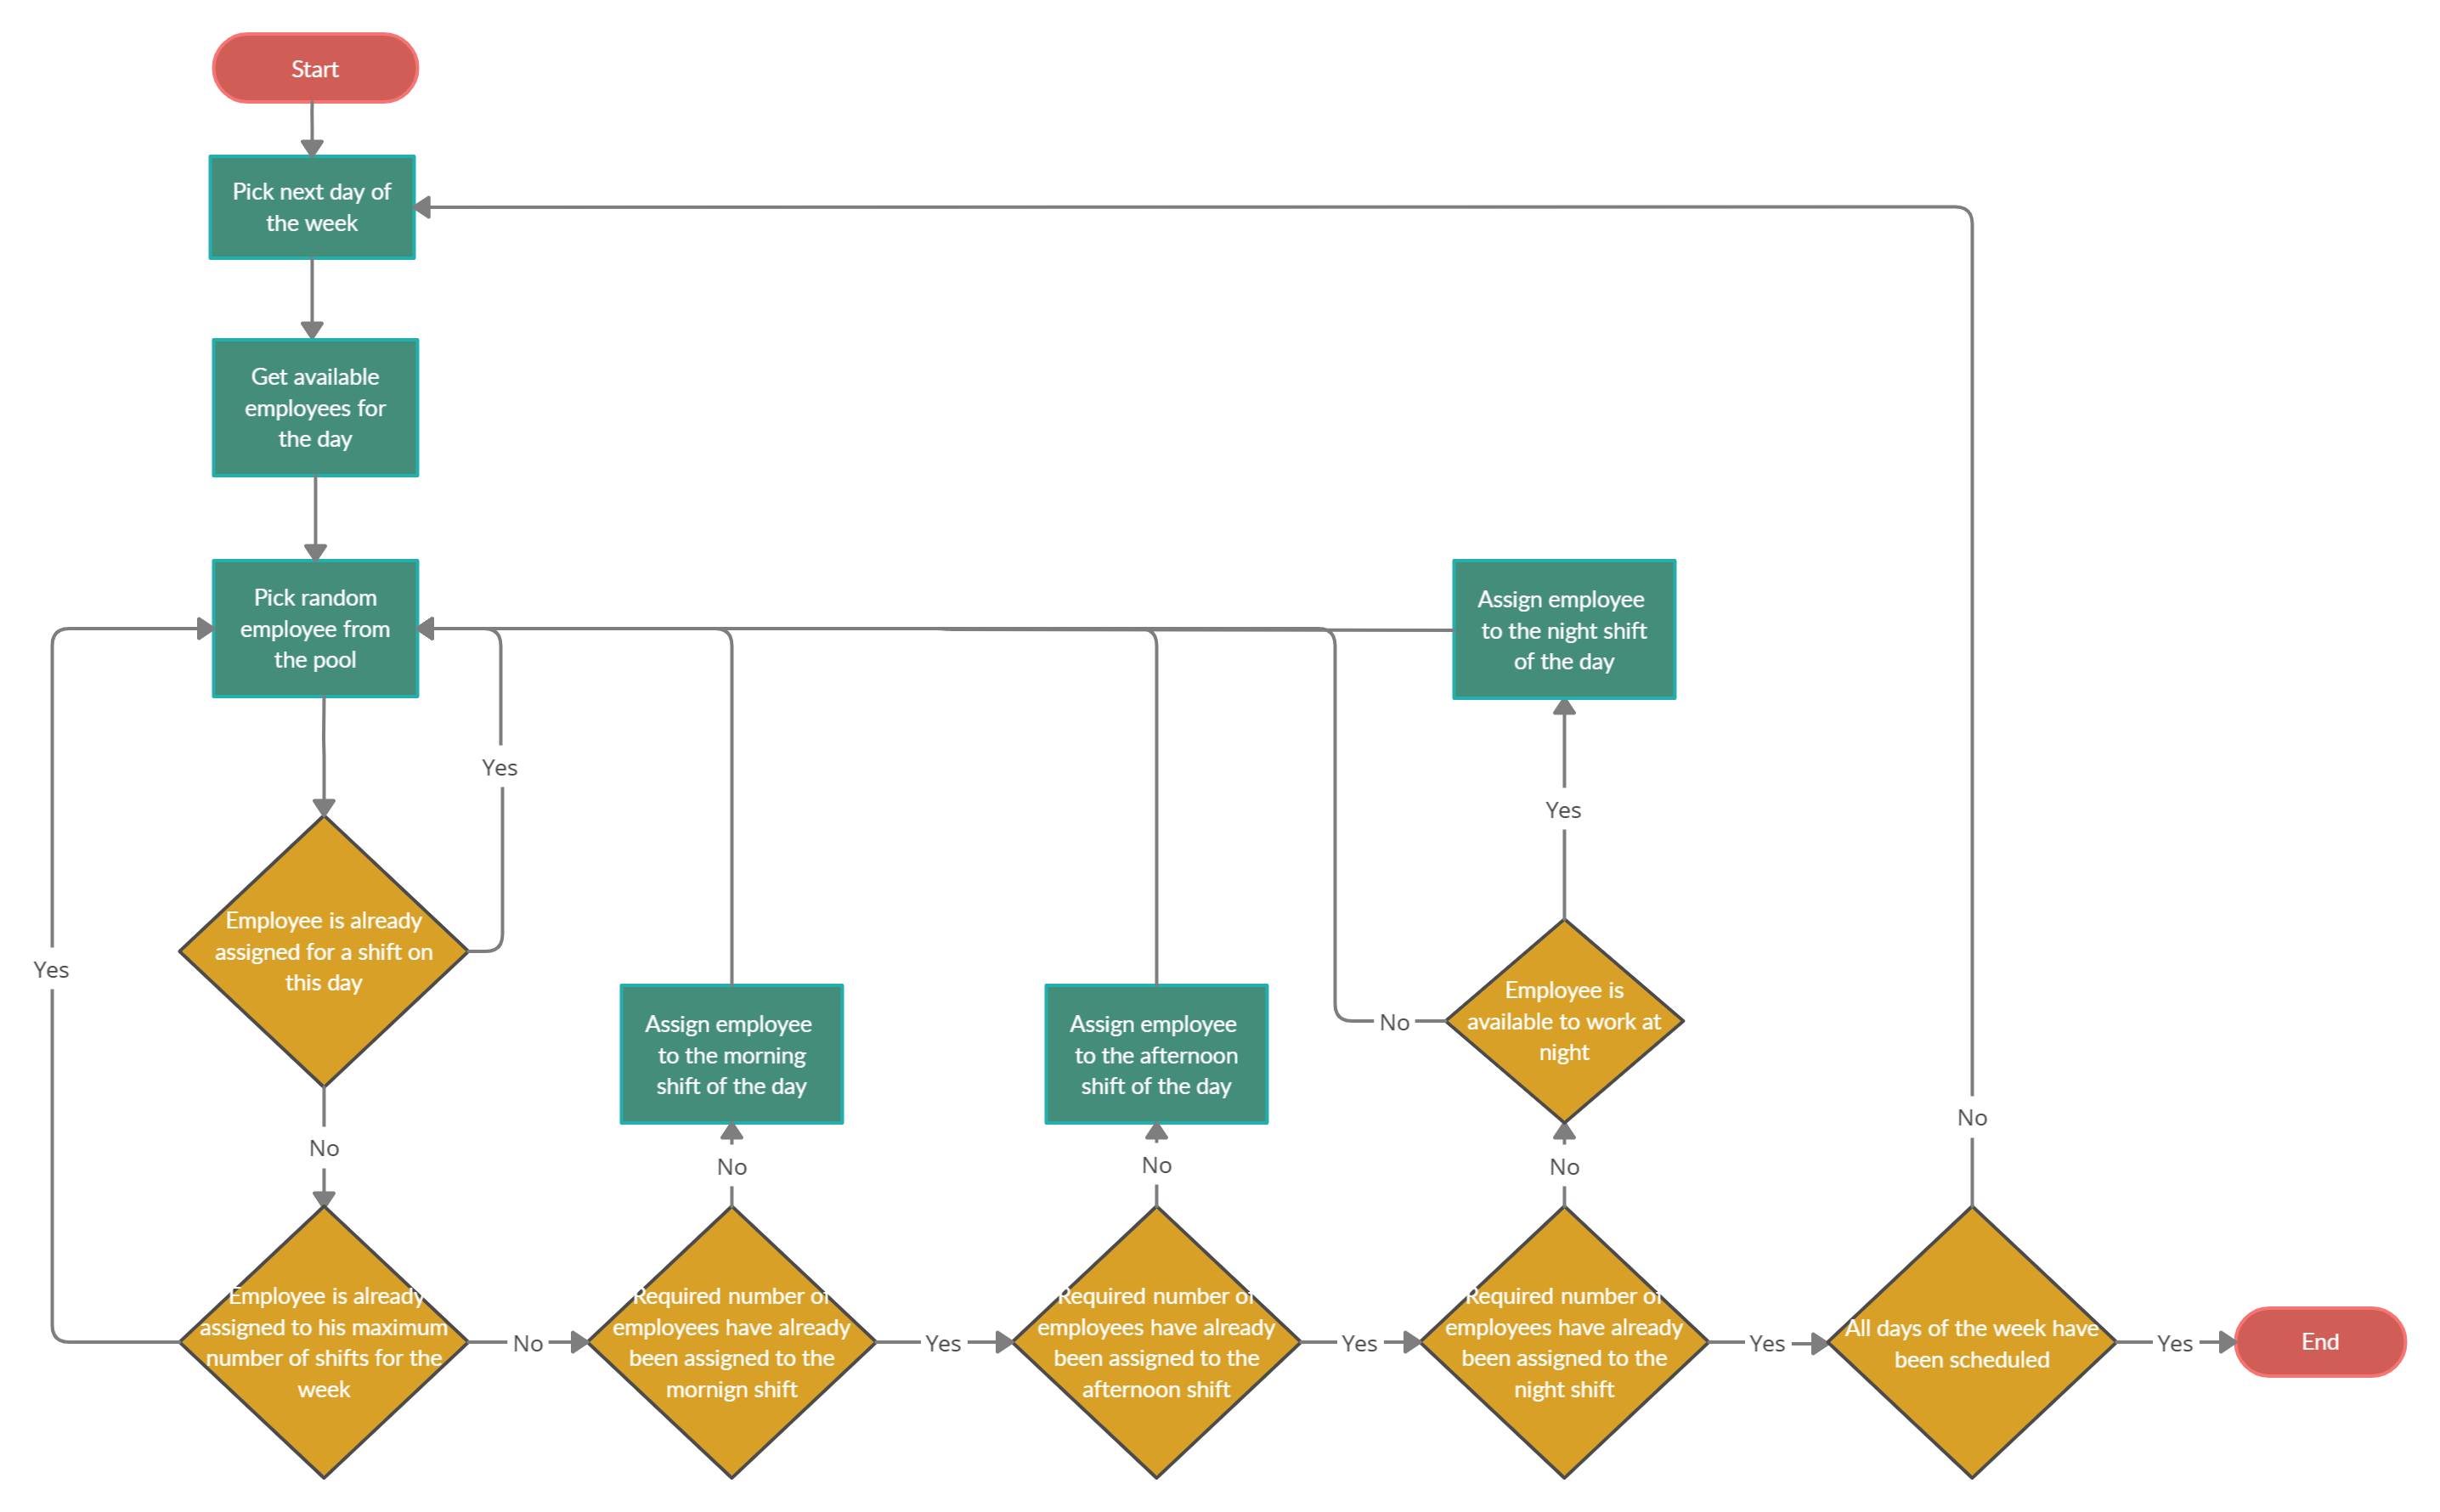 Start
Pick next day of
the week
Get available
employees for
the day
Pick random
employee from
the pool
Assign employee
to the night shift
of the day
Yes
Yes
Employee is already
assigned for a shift on
this day
Yes
No
Assign employee
to the morning
shift of the day
Assign employee
to the afternoon
shift of the day
Employee is
available to work at
night
No
No
No
No
No
No
Employee is already
assigned to his maximum
number of shifts for the
week
No
Required number of
employees have already
been assigned to the
mornign shift
Yes
Required number of
employees have already
been assigned to the
afternoon shift
Yes
Required number of
employees have already
been assigned to the
night shift
Yes
All days of the week have
been scheduled
Yes
End